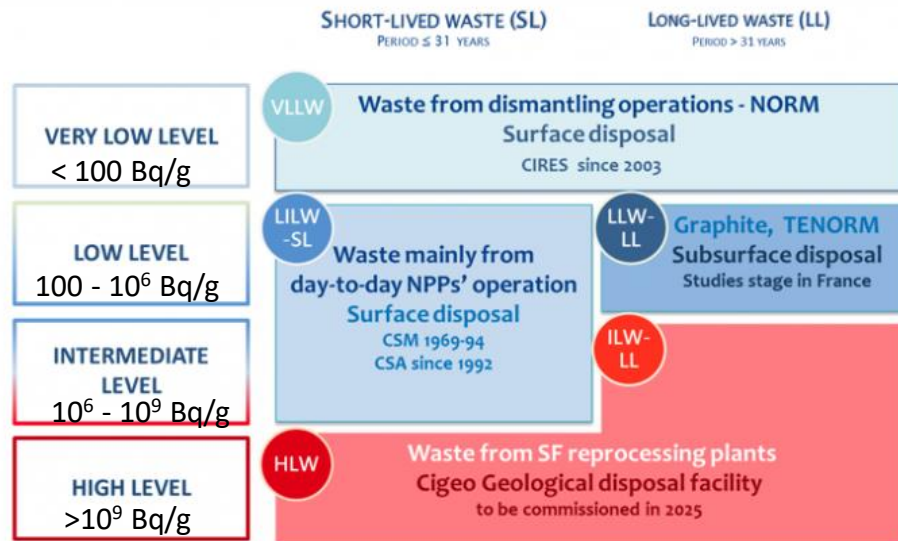 SHORT-LIVED WASTE (SL)
PERIOD ≤ 31 YEARS
LONG-LIVED WASTE (LL)
PERIOD > 31 YEARS
VERY LOW LEVEL
< 100 Bq/g
VLLW
Waste from dismantling operations - NORM
Surface disposal
CIRES since 2003
LOW LEVEL
100 - 10⁶ Bq/g
LILW
-SL
Waste mainly from
day-to-day NPPs' operation
Surface disposal
CSM 1969-94
CSA since 1992
LLW-
LL
Graphite, TENORM
Subsurface disposal
Studies stage in France
INTERMEDIATE
LEVEL
10⁶ - 10⁹ Bq/g
ILW-
LL
HIGH LEVEL
>10⁹ Bq/g
HLW
Waste from SF reprocessing plants
Cigeo Geological disposal facility
to be commissioned in 2025